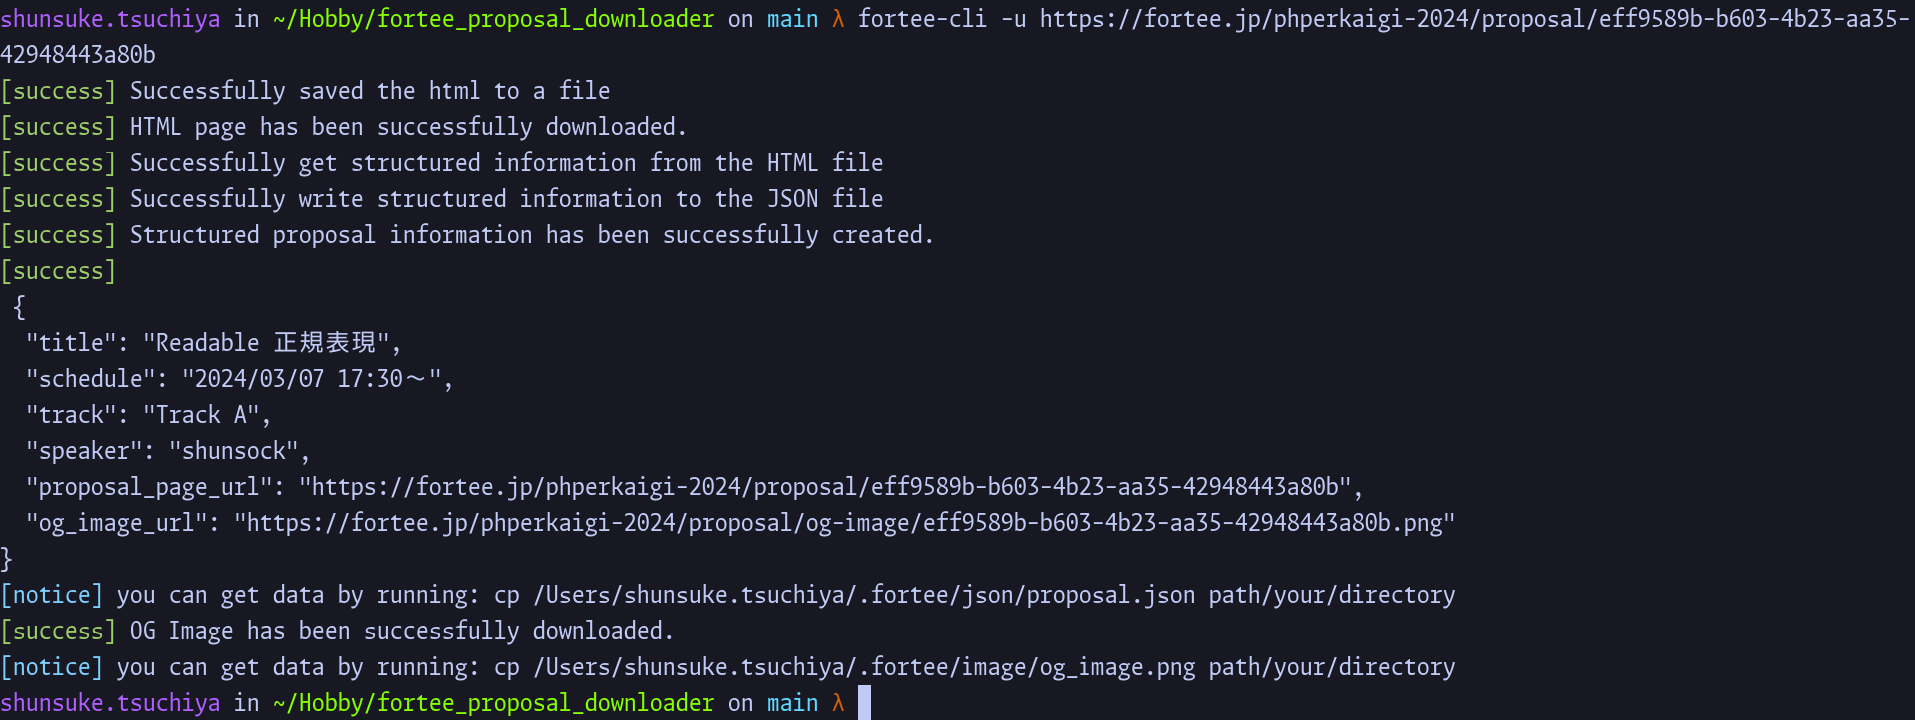 shunsuke.tsuchiya in ~/Hobby/fortee_proposal_downloader on main λ fortee-cli -u https://fortee.jp/phperkaigi-2024/proposal/eff9589b-b603-4b23-aa35-
42948443a80b
[success] Successfully saved the html to a file
[success] HTML page has been successfully downloaded.
[success] Successfully get structured information from the HTML file
[success] Successfully write structured information to the JSON file
[success] Structured proposal information has been successfully created.
[success]
 {
  "title": "Readable 正規表現",
  "schedule": "2024/03/07 17:30〜",
  "track": "Track A",
  "speaker": "shunsock",
  "proposal_page_url": "https://fortee.jp/phperkaigi-2024/proposal/eff9589b-b603-4b23-aa35-42948443a80b",
  "og_image_url": "https://fortee.jp/phperkaigi-2024/proposal/og-image/eff9589b-b603-4b23-aa35-42948443a80b.png"
}
[notice] you can get data by running: cp /Users/shunsuke.tsuchiya/.fortee/json/proposal.json path/your/directory
[success] OG Image has been successfully downloaded.
[notice] you can get data by running: cp /Users/shunsuke.tsuchiya/.fortee/image/og_image.png path/your/directory
shunsuke.tsuchiya in ~/Hobby/fortee_proposal_downloader on main λ